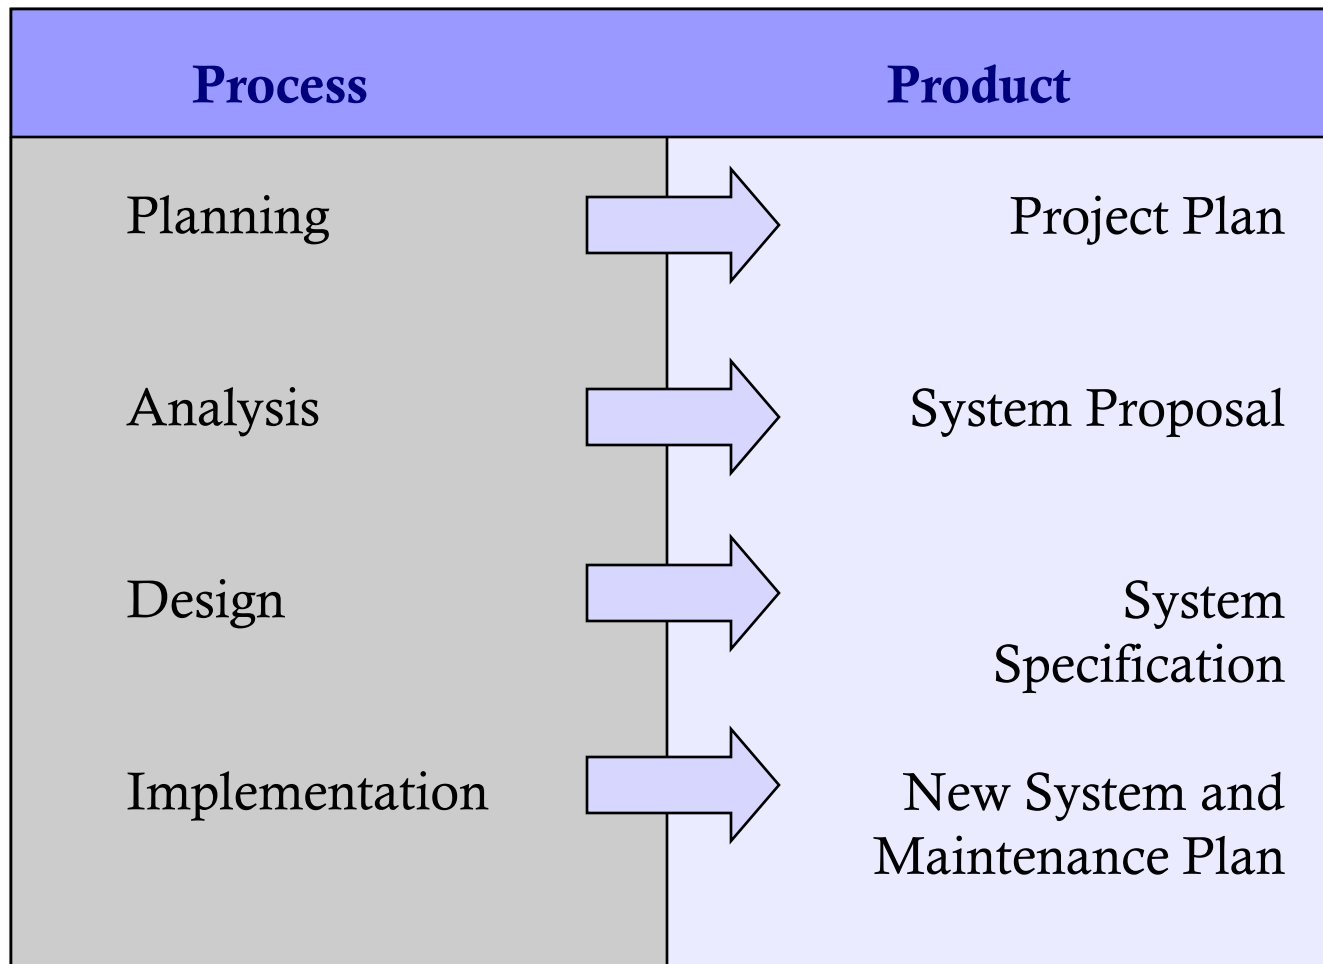 Process
Product
Planning
Project Plan
Analysis
System Proposal
Design
System
Specification
Implementation
New System and
Maintenance Plan